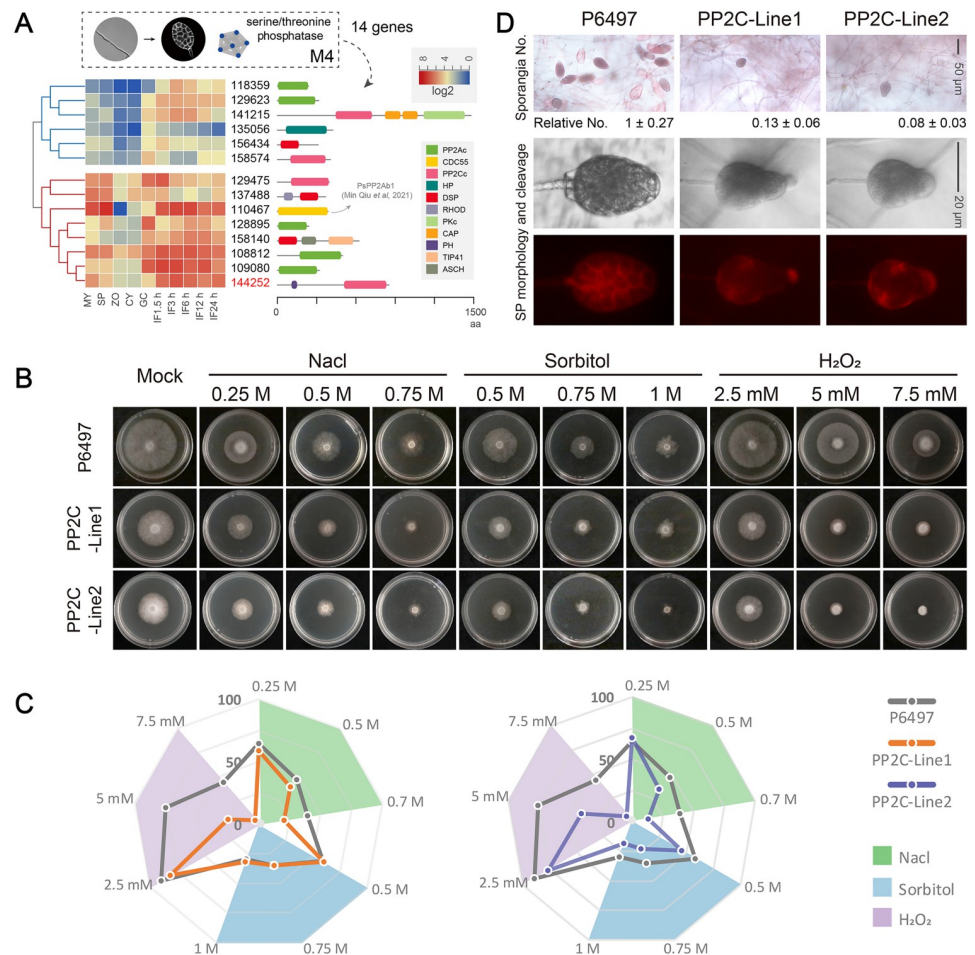 A
serine/threonine
phosphatase
M4
14 genes
8 4 0
log2
118359
129623
141215
135056
156434
158574
129475
137488
110467
128895
158140
108812
109080
144252
PsPP2Ab1
(Min Qiu et al, 2021)
PP2Ac
CDC55
PP2Cc
HP
DSP
RHOD
PKc
CAP
PH
TIP41
ASCH
MY
SP
ZO
CY
GC
IF1.5 h
IF3 h
IF6 h
IF12 h
IF24 h
0 1500
aa
D
P6497 PP2C-Line1 PP2C-Line2
Sporangia No.
50 μm
Relative No. 1 ± 0.27 0.13 ± 0.06 0.08 ± 0.03
SP morphology and cleavage
20 μm
B
Mock Nacl Sorbitol H₂O₂
0.25 M 0.5 M 0.75 M 0.5 M 0.75 M 1 M 2.5 mM 5 mM 7.5 mM
P6497
PP2C
-Line1
PP2C
-Line2
C
0.25 M
100
7.5 mM
0.5 M
50
5 mM
0.7 M
0
2.5 mM
0.5 M
1 M
0.75 M
0.25 M
100
7.5 mM
0.5 M
50
5 mM
0.7 M
0
2.5 mM
0.5 M
1 M
0.75 M
P6497
PP2C-Line1
PP2C-Line2
Nacl
Sorbitol
H₂O₂